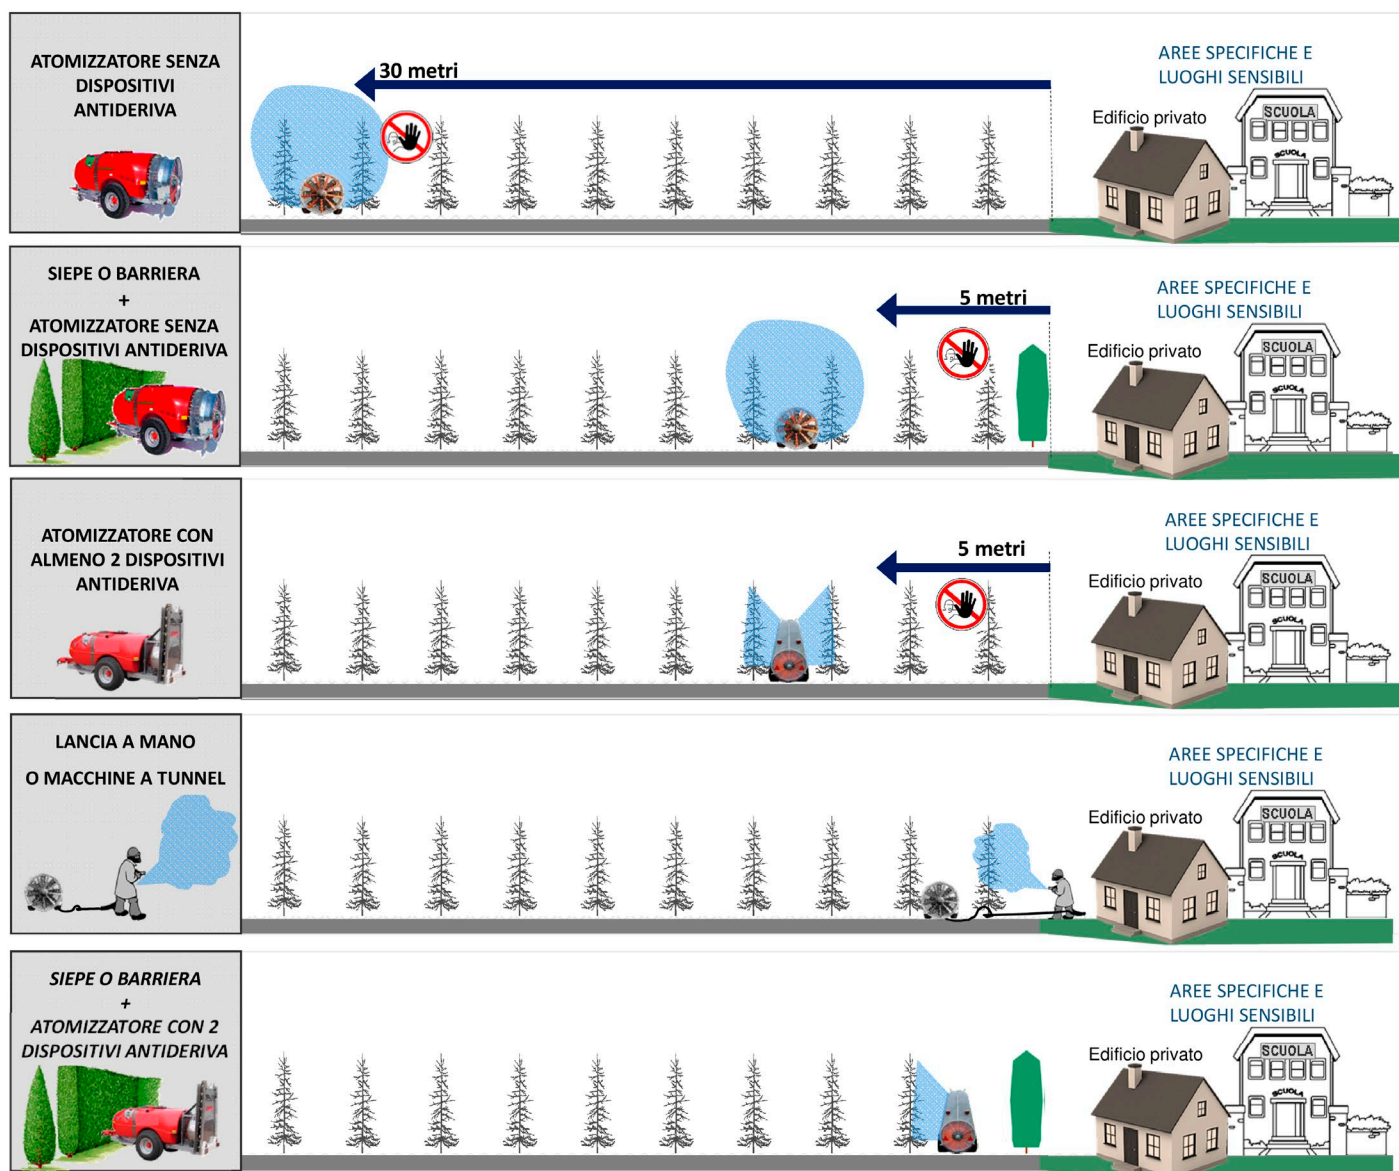 ATOMIZZATORE SENZA
DISPOSITIVI
ANTIDERIVA
30 metri
AREE SPECIFICHE E
LUOGHI SENSIBILI
Edificio privato
SCUOLA
SCUOLA
SIEPE O BARRIERA
+
ATOMIZZATORE SENZA
DISPOSITIVI ANTIDERIVA
5 metri
AREE SPECIFICHE E
LUOGHI SENSIBILI
Edificio privato
SCUOLA
SCUOLA
ATOMIZZATORE CON
ALMENO 2 DISPOSITIVI
ANTIDERIVA
5 metri
AREE SPECIFICHE E
LUOGHI SENSIBILI
Edificio privato
SCUOLA
SCUOLA
LANCIA A MANO
O MACCHINE A TUNNEL
AREE SPECIFICHE E
LUOGHI SENSIBILI
Edificio privato
SCUOLA
SCUOLA
SIEPE O BARRIERA
+
ATOMIZZATORE CON 2
DISPOSITIVI ANTIDERIVA
AREE SPECIFICHE E
LUOGHI SENSIBILI
Edificio privato
SCUOLA
SCUOLA